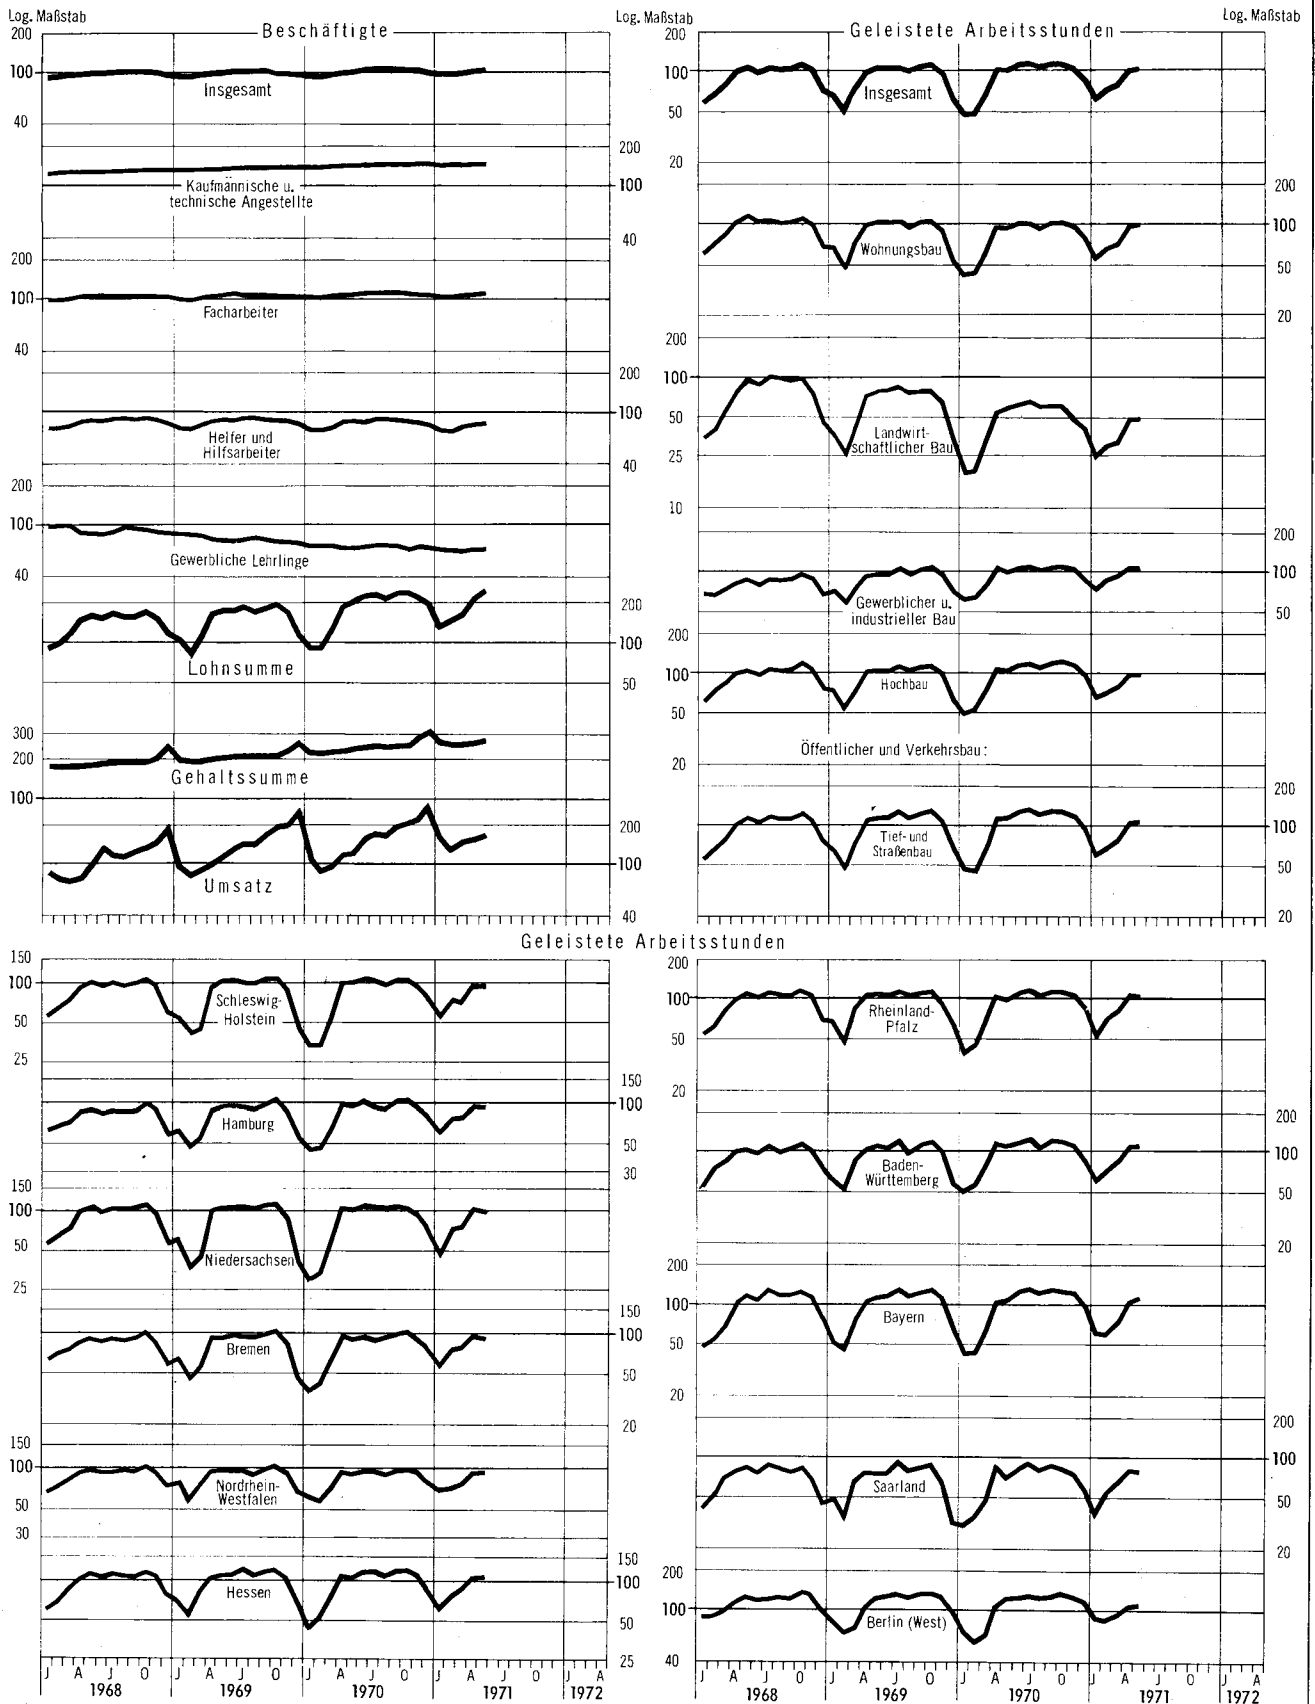 Log. Maßstab
Log. Maßstab
Log. Maßstab
Beschäftigte
200
100
Insgesamt
40
200
100
Kaufmännische u.
technische Angestellte
40
200
100
Facharbeiter
40
200
100
Helfer und
Hilfsarbeiter
40
200
100
Gewerbliche Lehrlinge
40
200
100
Lohnsumme
50
300
200
Gehaltssumme
100
200
100
Umsatz
40
Geleistete Arbeitsstunden
200
100
Insgesamt
50
20
200
100
Wohnungsbau
50
20
200
100
50
Landwirt-
schaftlicher Bau
25
10
200
100
Gewerblicher u.
industrieller Bau
50
200
100
Hochbau
50
Öffentlicher und Verkehrsbau:
20
200
100
Tief- und
Straßenbau
50
20
Geleistete Arbeitsstunden
150
100
Schleswig-
Holstein
50
25
150
100
Hamburg
50
30
150
100
50
Niedersachsen
25
150
100
Bremen
50
20
150
100
Nordrhein-
Westfalen
50
30
150
100
Hessen
50
25
J A J O J A J O J A J O J A J O J A
1968 1969 1970 1971 1972
200
100
Rheinland-
Pfalz
50
20
200
100
Baden-
Württemberg
50
20
200
100
Bayern
50
20
200
100
Saarland
50
20
200
100
Berlin (West)
40
J A J O J A J O J A J O J A J O J A
1968 1969 1970 1971 1972